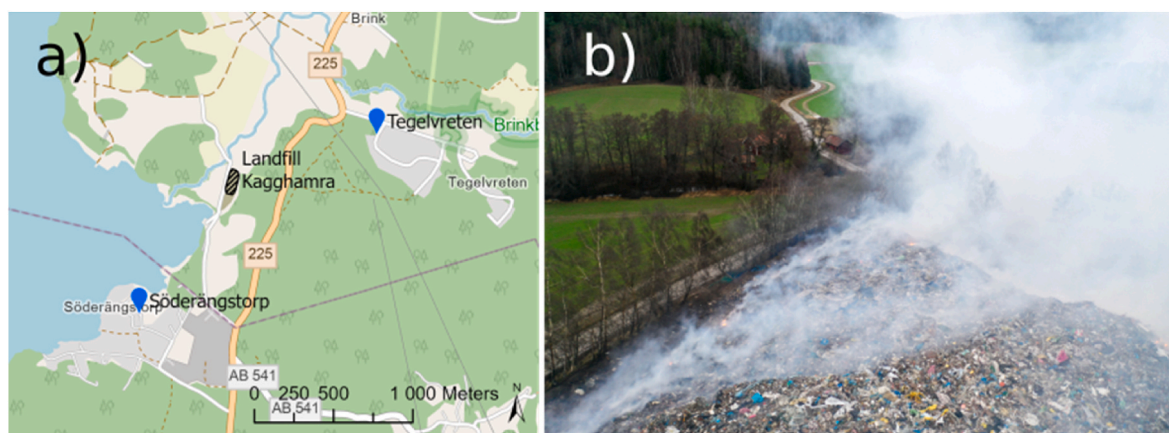 a)
Brink
225
Tegelvreten
Brinkb
Landfill
Kagghamra
Tegelvreten
225
Söderängstorp
Söderängstorp
AB 541
0 250 500 1 000 Meters
N
AB 541
b)